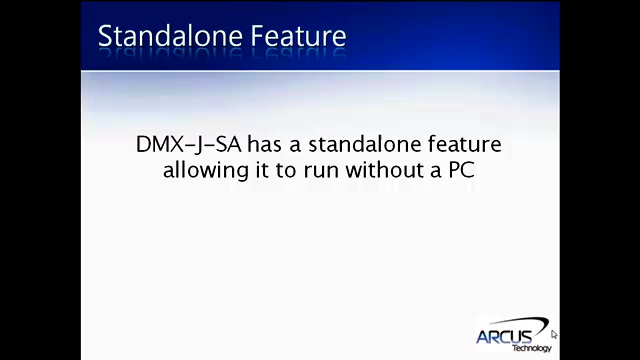 Standalone Feature
DMX-J-SA has a standalone feature
allowing it to run without a PC
ARCUS
Technology